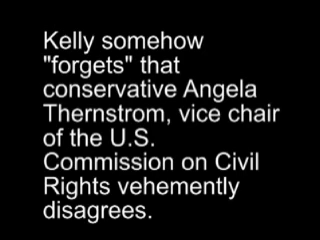 Kelly somehow
"forgets" that
conservative Angela
Thernstrom, vice chair
of the U.S.
Commission on Civil
Rights vehemently
disagrees.